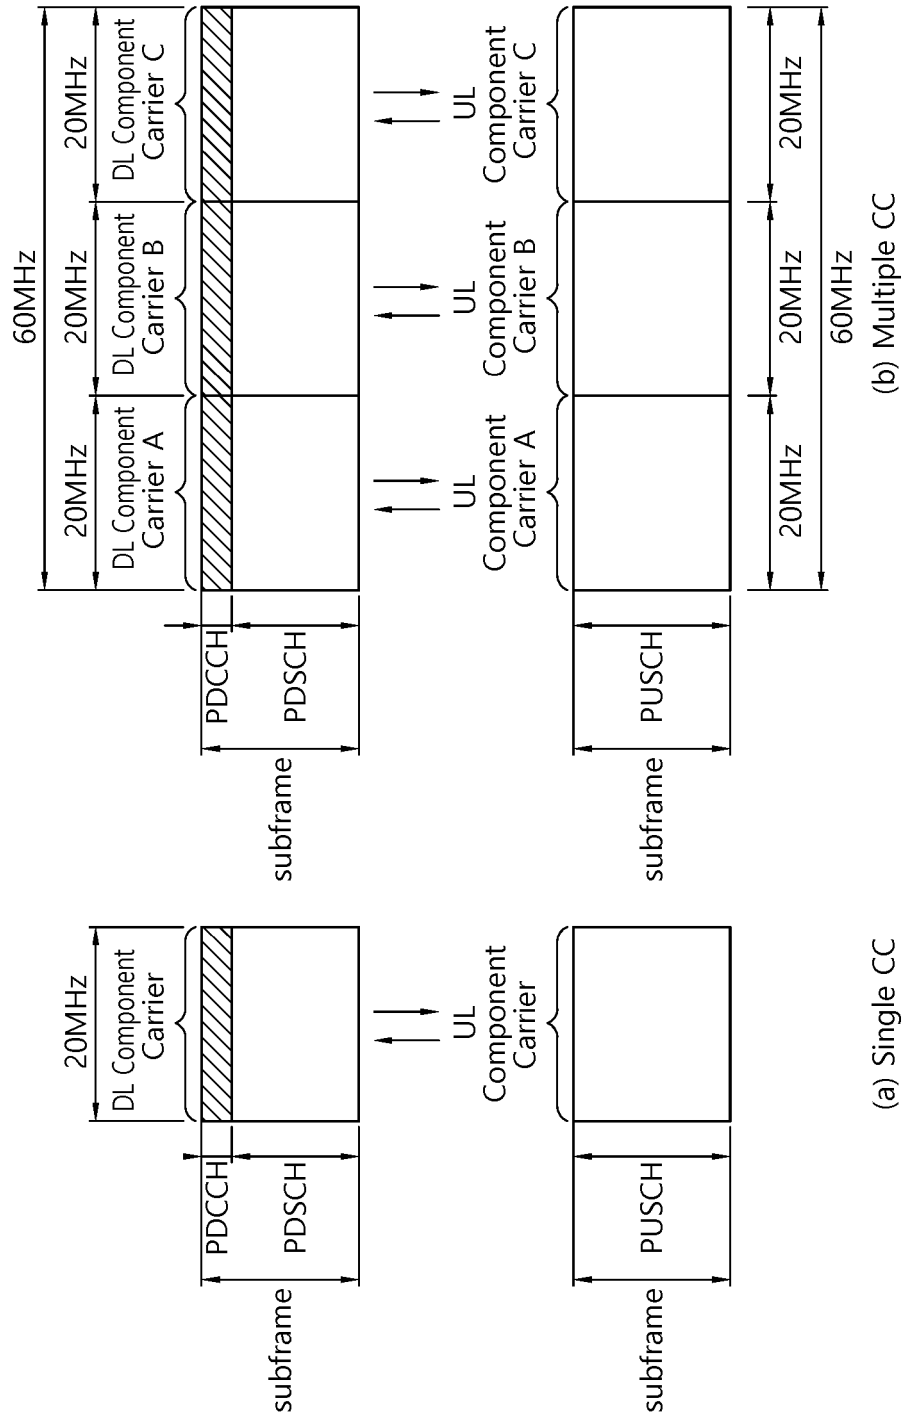 20MHz
DL Component
Carrier
PDCCH
PDSCH
subframe
UL
Component
Carrier
PUSCH
subframe
(a) Single CC
60MHz
20MHz
20MHz
20MHz
DL Component
Carrier A
DL Component
Carrier B
DL Component
Carrier C
PDCCH
PDSCH
subframe
UL
Component
Carrier A
UL
Component
Carrier B
UL
Component
Carrier C
PUSCH
subframe
20MHz
20MHz
20MHz
60MHz
(b) Multiple CC